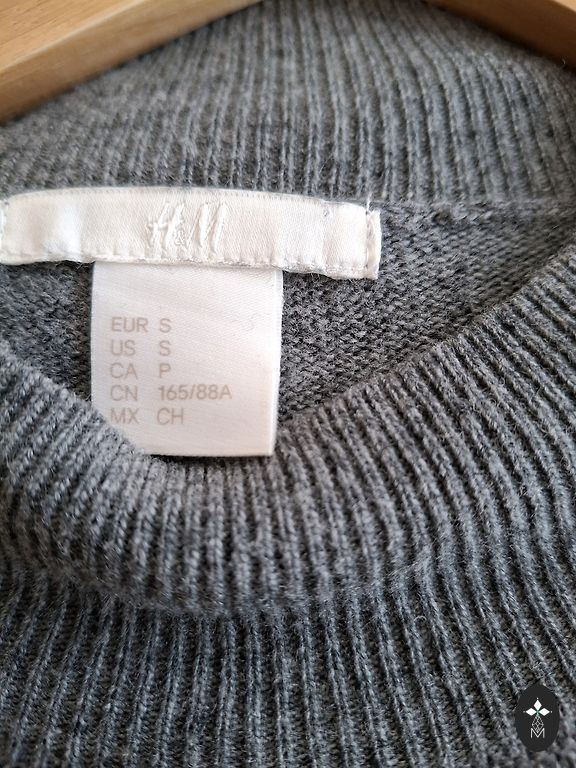 H&M
EUR S
US S
CA P
CN 165/88A
MX CH